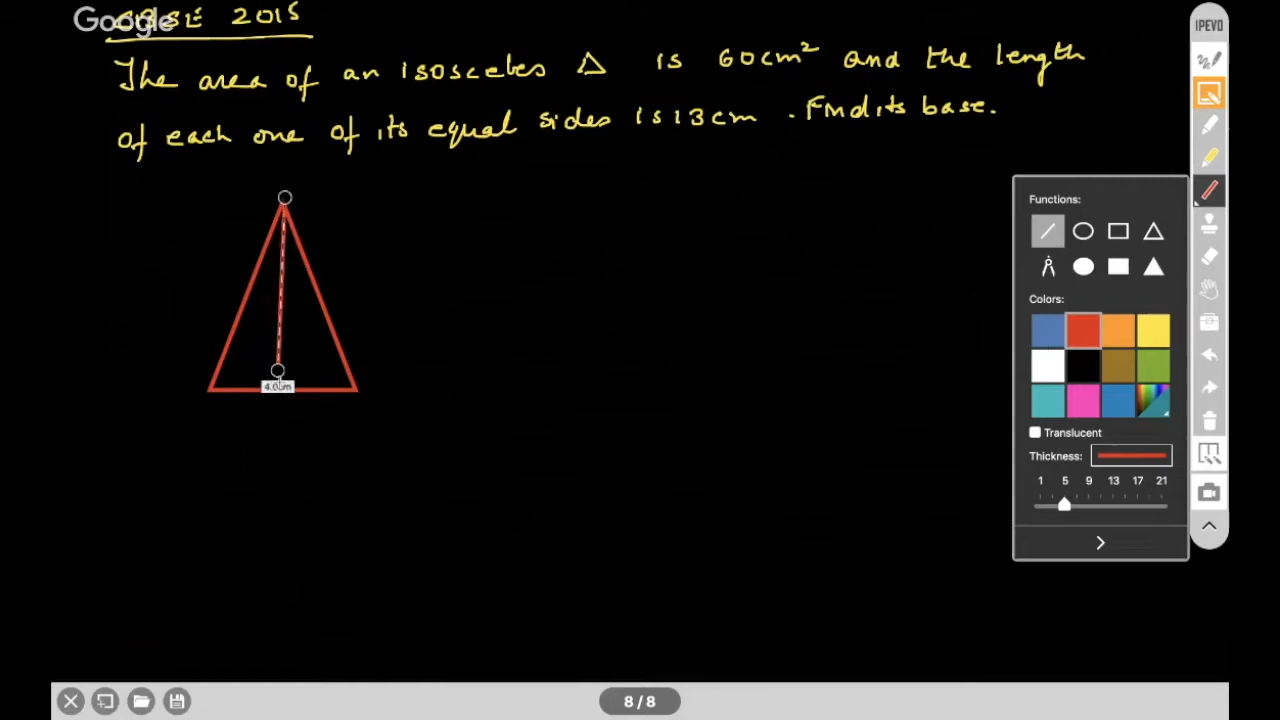 CBSE 2015
Google
The area of an isosceles △ is 60cm² and the length
of each one of its equal sides is 13cm. Find its base.
IPEVO
Functions:
Colors:
Translucent
Thickness:
1 5 9 13 17 21
8 / 8